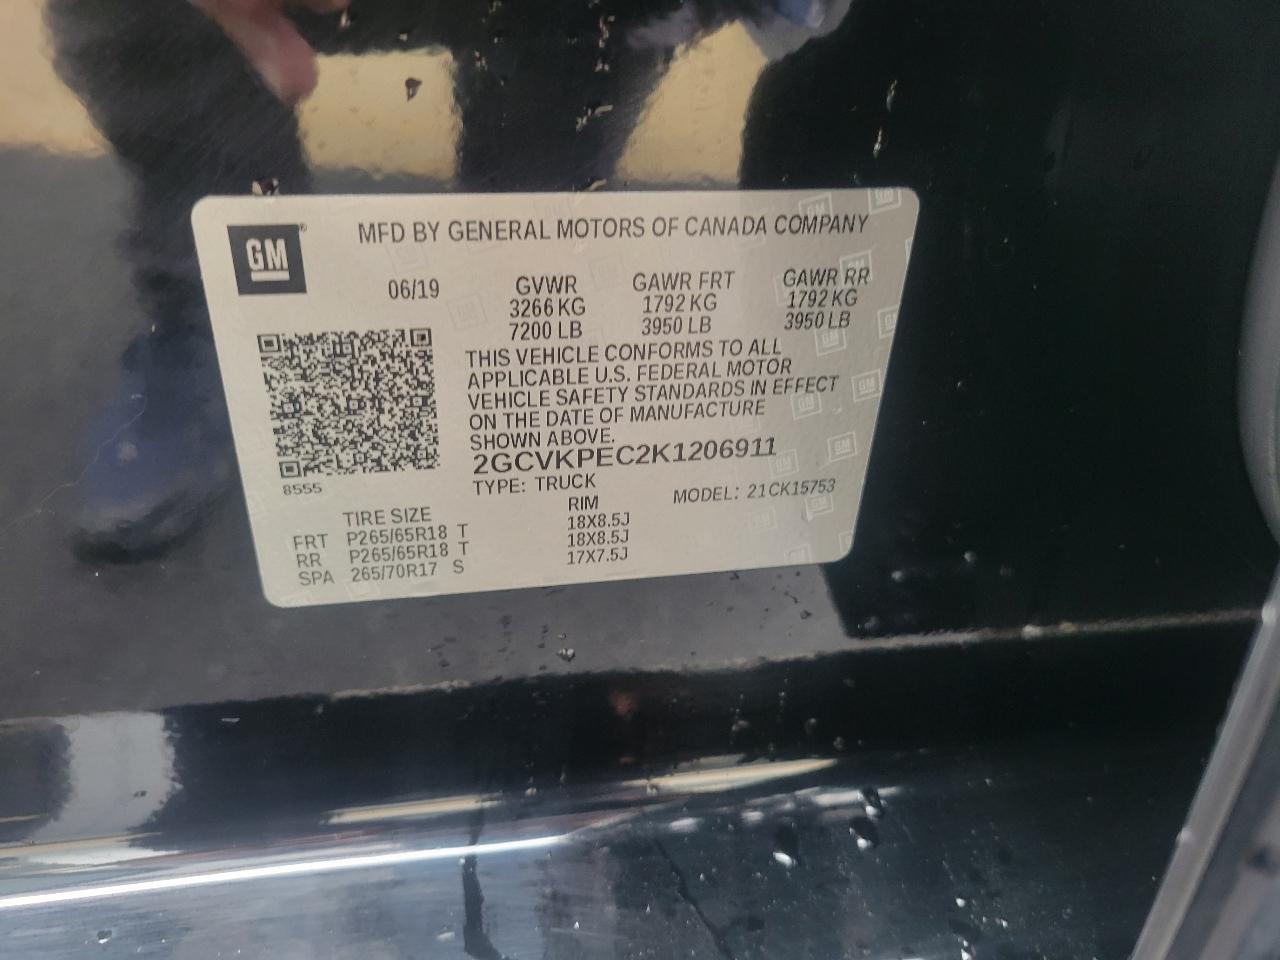 GM
MFD BY GENERAL MOTORS OF CANADA COMPANY
06/19 GVWR GAWR FRT GAWR RR
3266 KG 1792 KG 1792 KG
7200 LB 3950 LB 3950 LB
THIS VEHICLE CONFORMS TO ALL
APPLICABLE U.S. FEDERAL MOTOR
VEHICLE SAFETY STANDARDS IN EFFECT
ON THE DATE OF MANUFACTURE
SHOWN ABOVE.
2GCVKPEC2K1206911
8555
TYPE: TRUCK MODEL: 21CK15753
TIRE SIZE RIM
FRT P265/65R18 T 18X8.5J
RR P265/65R18 T 18X8.5J
SPA 265/70R17 S 17X7.5J